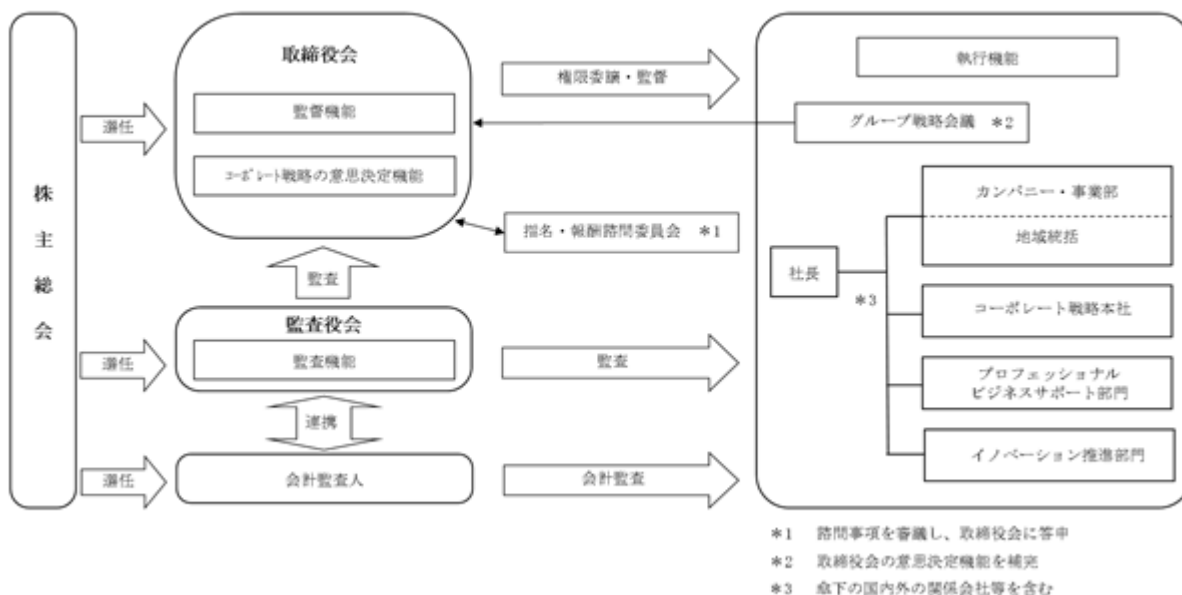 株主総会
選任
選任
選任
取締役会
監督機能
コーポレート戦略の意思決定機能
監査
監査役会
監査機能
連携
会計監査人
権限委譲・監督
指名・報酬諮問委員会 *1
監査
会計監査
執行機能
グループ戦略会議 *2
社長
*3
カンパニー・事業部
地域統括
コーポレート戦略本社
プロフェッショナル
ビジネスサポート部門
イノベーション推進部門
*1 諮問事項を審議し、取締役会に答申
*2 取締役会の意思決定機能を補完
*3 傘下の国内外の関係会社等を含む